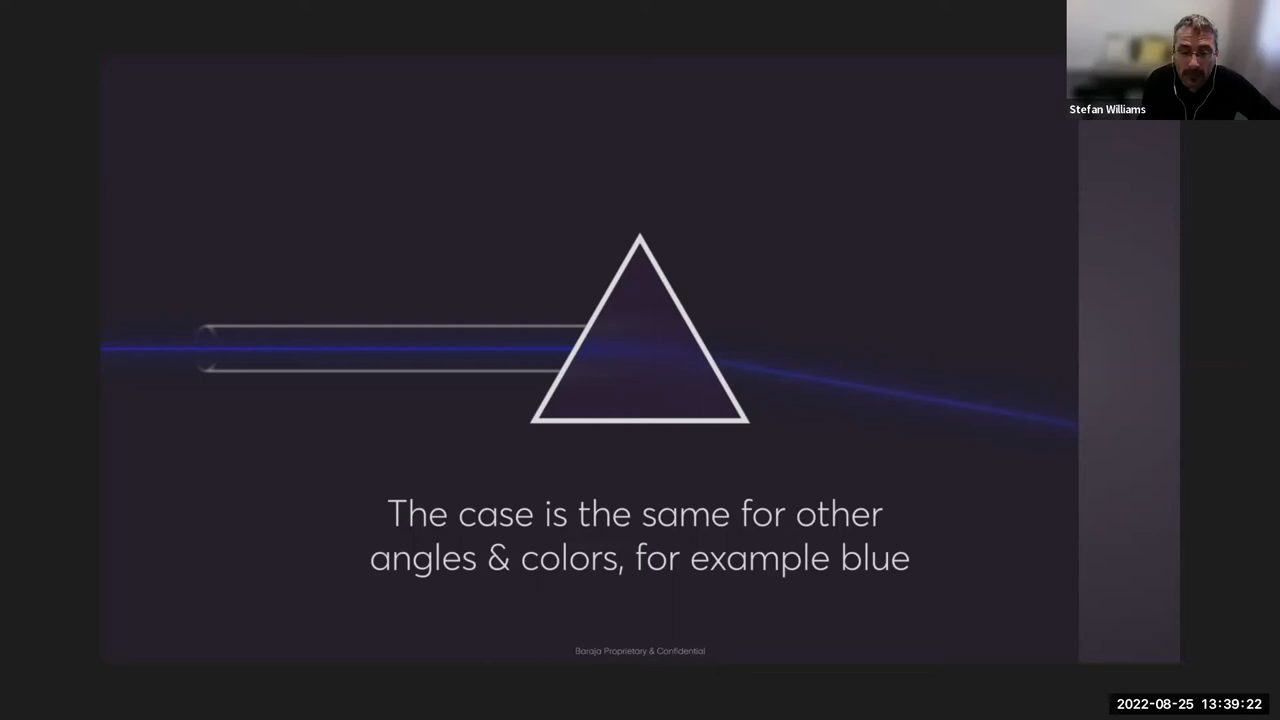 Stefan Williams
The case is the same for other
angles & colors, for example blue
Baraja Proprietary & Confidential
2022-08-25 13:39:22